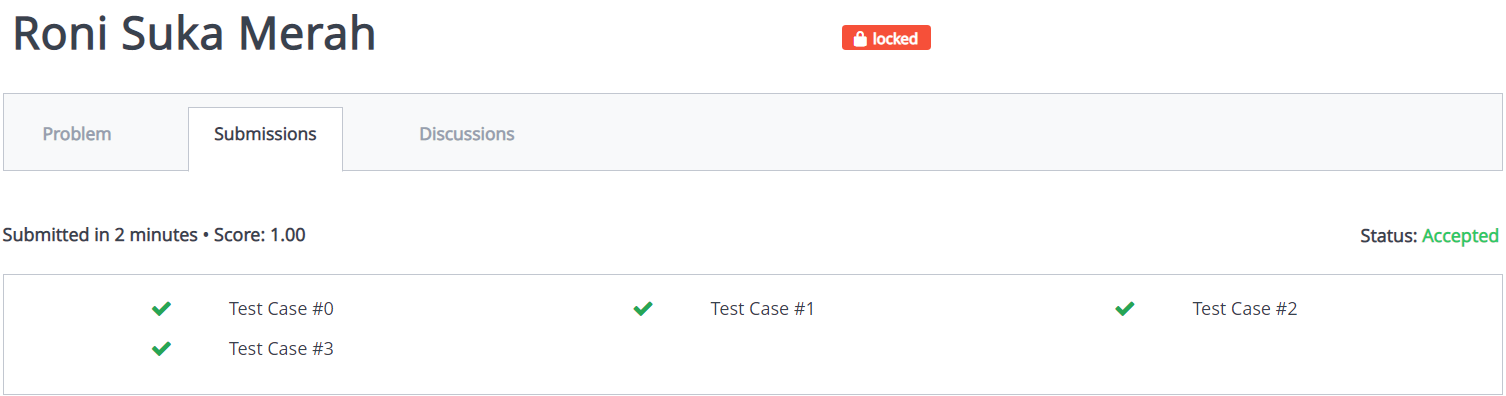 Roni Suka Merah
locked
Problem
Submissions
Discussions
Submitted in 2 minutes • Score: 1.00
Status: Accepted
Test Case #0
Test Case #1
Test Case #2
Test Case #3